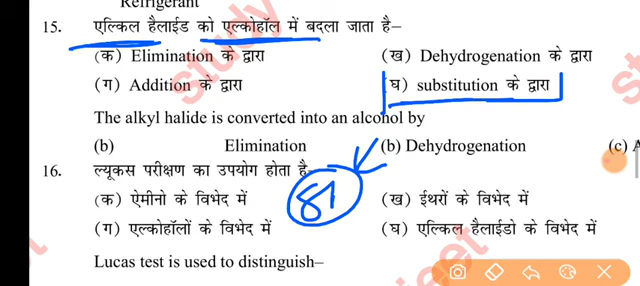 Refrigerant
15. एल्किल हैलाईड को एल्कोहॉल में बदला जाता है–
(क) Elimination के द्वारा (ख) Dehydrogenation के द्वारा
(ग) Addition के द्वारा (घ) substitution के द्वारा
The alkyl halide is converted into an alcohol by
(b) Elimination (b) Dehydrogenation (c) A
16. ल्यूकस परीक्षण का उपयोग होता है–
(क) ऐमीनो के विभेद में (ख) ईथरों के विभेद में
(ग) एल्कोहॉलों के विभेद में (घ) एल्किल हैलाईडो के विभेद में
Lucas test is used to distinguish–